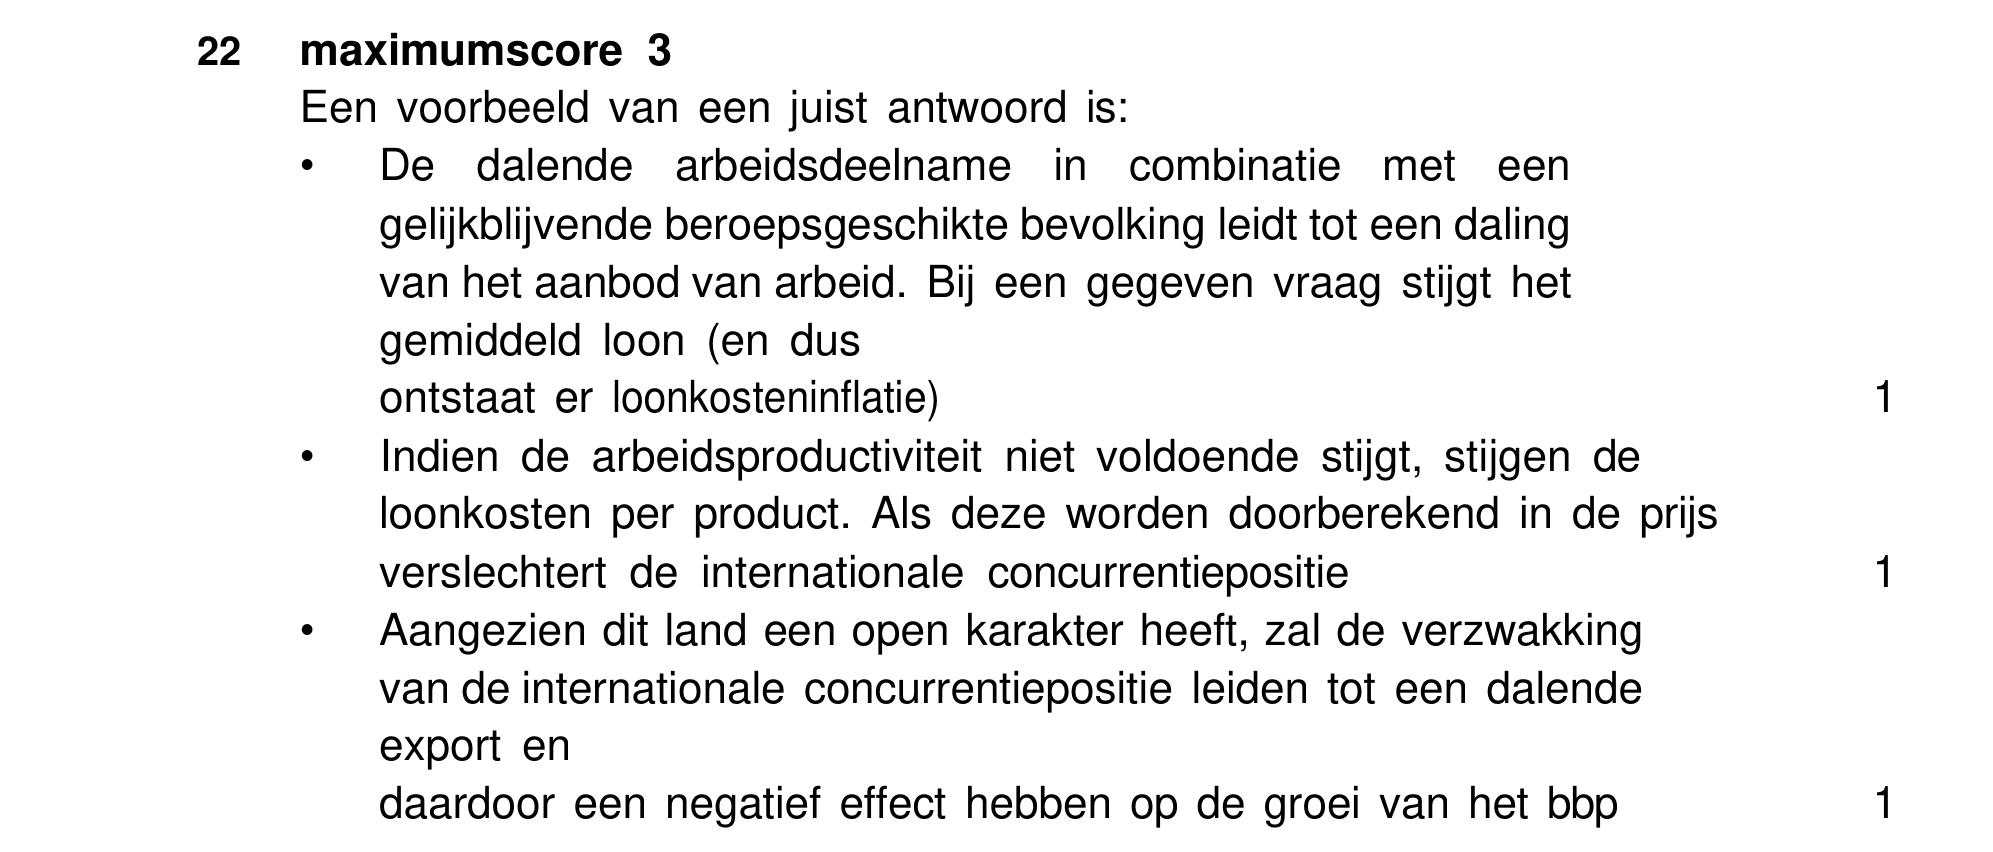 22 maximumscore 3
Een voorbeeld van een juist antwoord is:
• De dalende arbeidsdeelname in combinatie met een
gelijkblijvende beroepsgeschikte bevolking leidt tot een daling
van het aanbod van arbeid. Bij een gegeven vraag stijgt het
gemiddeld loon (en dus
ontstaat er loonkosteninflatie) 1
• Indien de arbeidsproductiviteit niet voldoende stijgt, stijgen de
loonkosten per product. Als deze worden doorberekend in de prijs
verslechtert de internationale concurrentiepositie 1
• Aangezien dit land een open karakter heeft, zal de verzwakking
van de internationale concurrentiepositie leiden tot een dalende
export en
daardoor een negatief effect hebben op de groei van het bbp 1